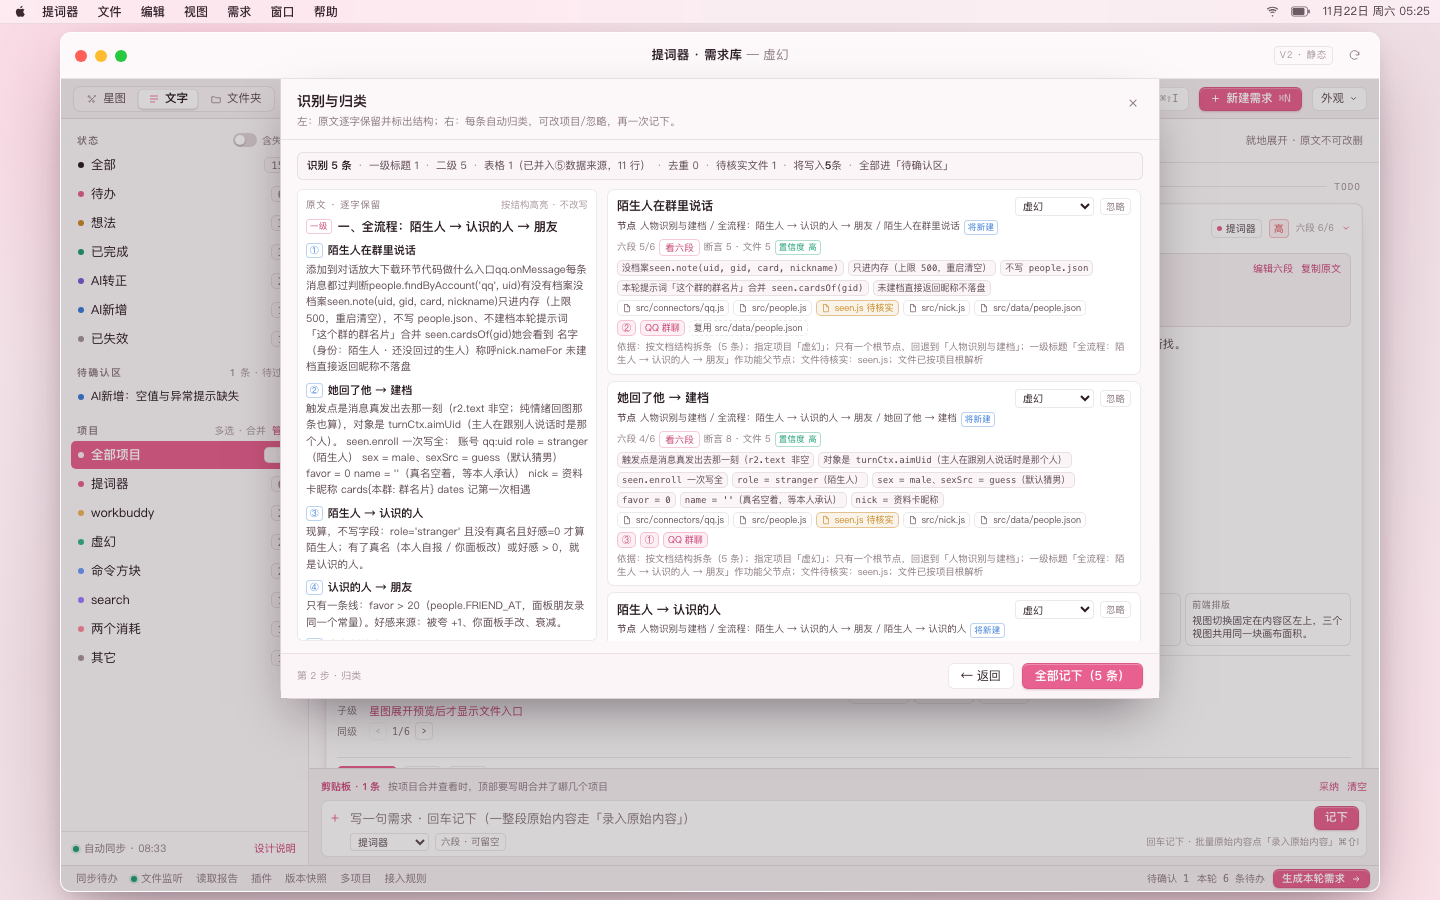 提词器 文件 编辑 视图 需求 窗口 帮助
11月22日 周六 05:25
提词器 · 需求库 — 虚幻
V2 · 静态
星图 文字 文件夹
⌘⇧I
+ 新建需求 ⌘N
外观
识别与归类
左：原文逐字保留并标出结构；右：每条自动归类，可改项目/忽略，再一次记下。
识别 5 条 · 一级标题 1 · 二级 5 · 表格 1（已并入⑤数据来源，11 行） · 去重 0 · 待核实文件 1 · 将写入5条 · 全部进「待确认区」
状态
全部
待办
想法
已完成
AI转正
AI新增
已失效
待确认区 1 条 · 待
AI新增：空值与异常提示缺失
项目 多选 · 合并
全部项目
提词器
workbuddy
虚幻
命令方块
search
两个消耗
其它
自动同步 · 08:33 设计说明
原文 · 逐字保留 按结构高亮 · 不改写
一级 一、全流程：陌生人 → 认识的人 → 朋友
① 陌生人在群里说话
添加到对话放大下载环节代码做什么入口qq.onMessage每条
消息都过判断people.findByAccount('qq', uid)有没有档案没
档案seen.note(uid, gid, card, nickname)只进内存（上限
500，重启清空），不写 people.json、不建档本轮提示词
「这个群的群名片」合并 seen.cardsOf(gid)她会看到 名字
（身份：陌生人 · 还没回过的生人）称呼nick.nameFor 未建
档直接返回昵称不落盘
② 她回了他 → 建档
触发点是消息真发出去那一刻（r2.text 非空；纯情绪回图那
条也算），对象是 turnCtx.aimUid（主人在跟别人说话时是那
个人）。 seen.enroll 一次写全： 账号 qq:uid role = stranger
（陌生人） sex = male、sexSrc = guess（默认猜男）
favor = 0 name = ''（真名空着，等本人承认） nick = 资料
卡昵称 cards{本群: 群名片} dates 记第一次相遇
③ 陌生人 → 认识的人
现算，不写字段：role='stranger' 且没有真名且好感=0 才算
陌生人；有了真名（本人自报 / 你面板改）或好感 > 0，就
是认识的人。
④ 认识的人 → 朋友
只有一条线：favor > 20（people.FRIEND_AT，面板朋友录
同一个常量）。好感来源：被夸 +1、你面板手改、衰减。
陌生人在群里说话 虚幻 忽略
节点 人物识别与建档 / 全流程：陌生人 → 认识的人 → 朋友 / 陌生人在群里说话 将新建
六段 5/6 看六段 断言 5 · 文件 5 置信度 高
没档案seen.note(uid, gid, card, nickname) 只进内存（上限 500，重启清空） 不写 people.json
本轮提示词「这个群的群名片」合并 seen.cardsOf(gid) 未建档直接返回昵称不落盘
src/connectors/qq.js src/people.js seen.js 待核实 src/nick.js src/data/people.json
② QQ 群聊 复用 src/data/people.json
依据：按文档结构拆条（5 条）；指定项目「虚幻」；只有一个根节点，回退到「人物识别与建档」；一级标题「全流程：陌
生人 → 认识的人 → 朋友」作功能父节点；文件待核实：seen.js；文件已按项目根解析
她回了他 → 建档 虚幻 忽略
节点 人物识别与建档 / 全流程：陌生人 → 认识的人 → 朋友 / 她回了他 → 建档 将新建
六段 4/6 看六段 断言 8 · 文件 5 置信度 高
触发点是消息真发出去那一刻（r2.text 非空 对象是 turnCtx.aimUid（主人在跟别人说话时是那个人）
seen.enroll 一次写全 role = stranger（陌生人） sex = male、sexSrc = guess（默认猜男）
favor = 0 name = ''（真名空着，等本人承认） nick = 资料卡昵称
src/connectors/qq.js src/people.js seen.js 待核实 src/nick.js src/data/people.json
③ ① QQ 群聊
依据：按文档结构拆条（5 条）；指定项目「虚幻」；只有一个根节点，回退到「人物识别与建档」；一级标题「全流程：陌
生人 → 认识的人 → 朋友」作功能父节点；文件待核实：seen.js；文件已按项目根解析
陌生人 → 认识的人 虚幻 忽略
节点 人物识别与建档 / 全流程：陌生人 → 认识的人 → 朋友 / 陌生人 → 认识的人 将新建
第 2 步 · 归类
← 返回
全部记下（5 条）
就地展开 · 原文不可改删
TODO
提词器 高 六段 6/6
编辑六段 复制原文
找。
前端排版
视图切换固定在内容区左上，三个
视图共用同一块画布面积。
子级 星图展开预览后才显示文件入口
同级 < 1/6 >
剪贴板 · 1 条 按项目合并查看时，顶部要写明合并了哪几个项目
采纳 清空
+ 写一句需求 · 回车记下（一整段原始内容走「录入原始内容」）
记下
提词器 六段 · 可留空
回车记下 · 批量原始内容点「录入原始内容」⌘⇧I
同步待办 文件监听 读取报告 插件 版本快照 多项目 接入规则
待确认 1 本轮 6 条待办 生成本轮需求 →